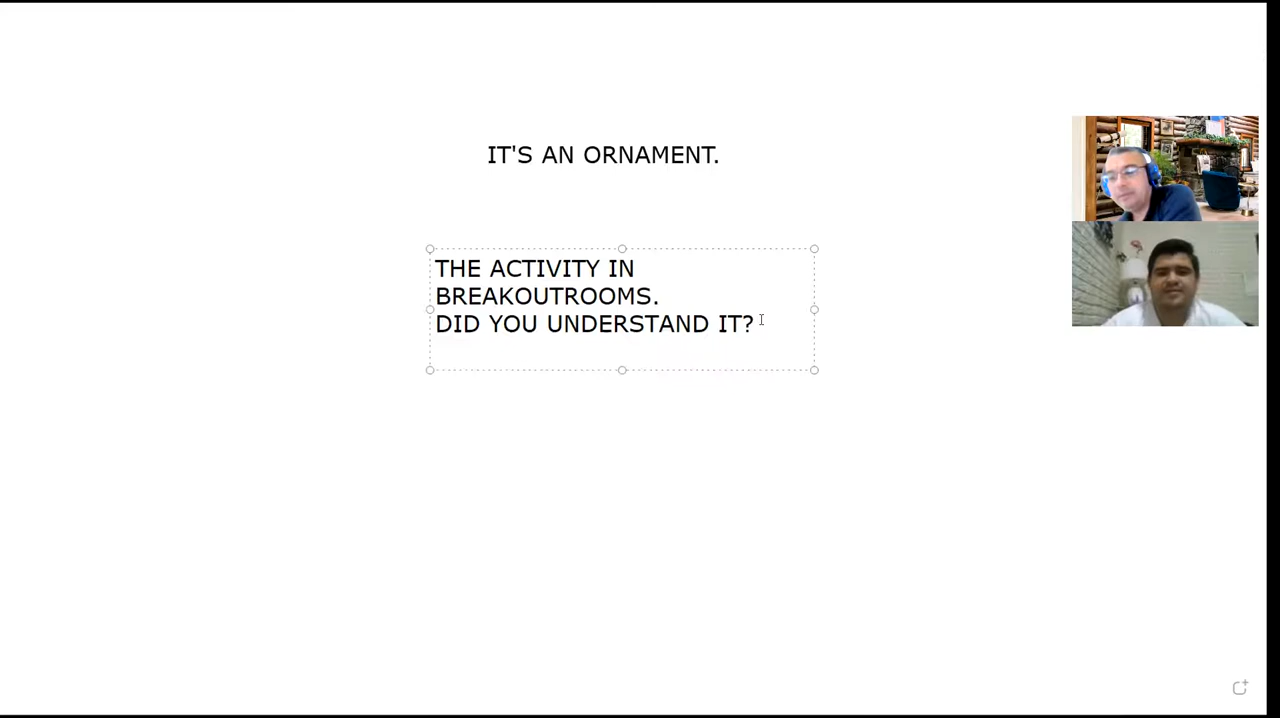 IT'S AN ORNAMENT.
THE ACTIVITY IN
BREAKOUTROOMS.
DID YOU UNDERSTAND IT?